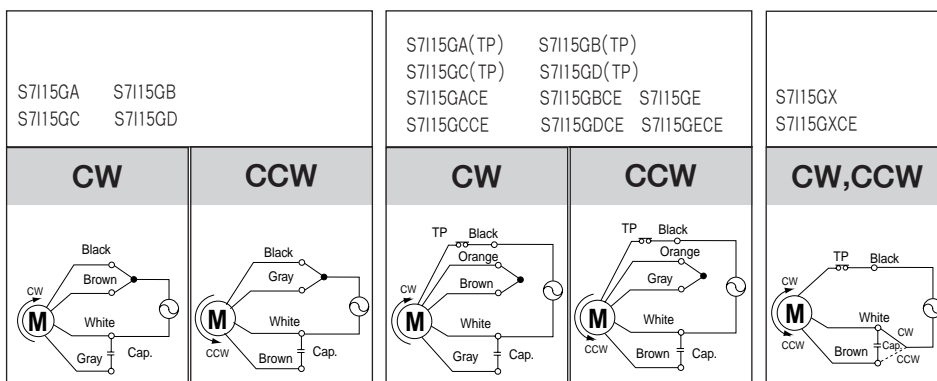 S7I15GA S7I15GB
S7I15GC S7I15GD
CW CCW
CW
Black
Brown
M
White
Gray Cap.
Black
Gray
M
White
CCW
Brown Cap.
S7I15GA(TP) S7I15GB(TP)
S7I15GC(TP) S7I15GD(TP)
S7I15GACE S7I15GBCE S7I15GE
S7I15GCCE S7I15GDCE S7I15GECE
CW CCW
TP Black
Orange
CW
Brown
M
White
Gray Cap.
TP Black
Orange
Gray
M
White
CCW
Brown Cap.
S7I15GX
S7I15GXCE
CW,CCW
TP Black
CW
M
White
CW
CCW
Brown Cap.
CCW